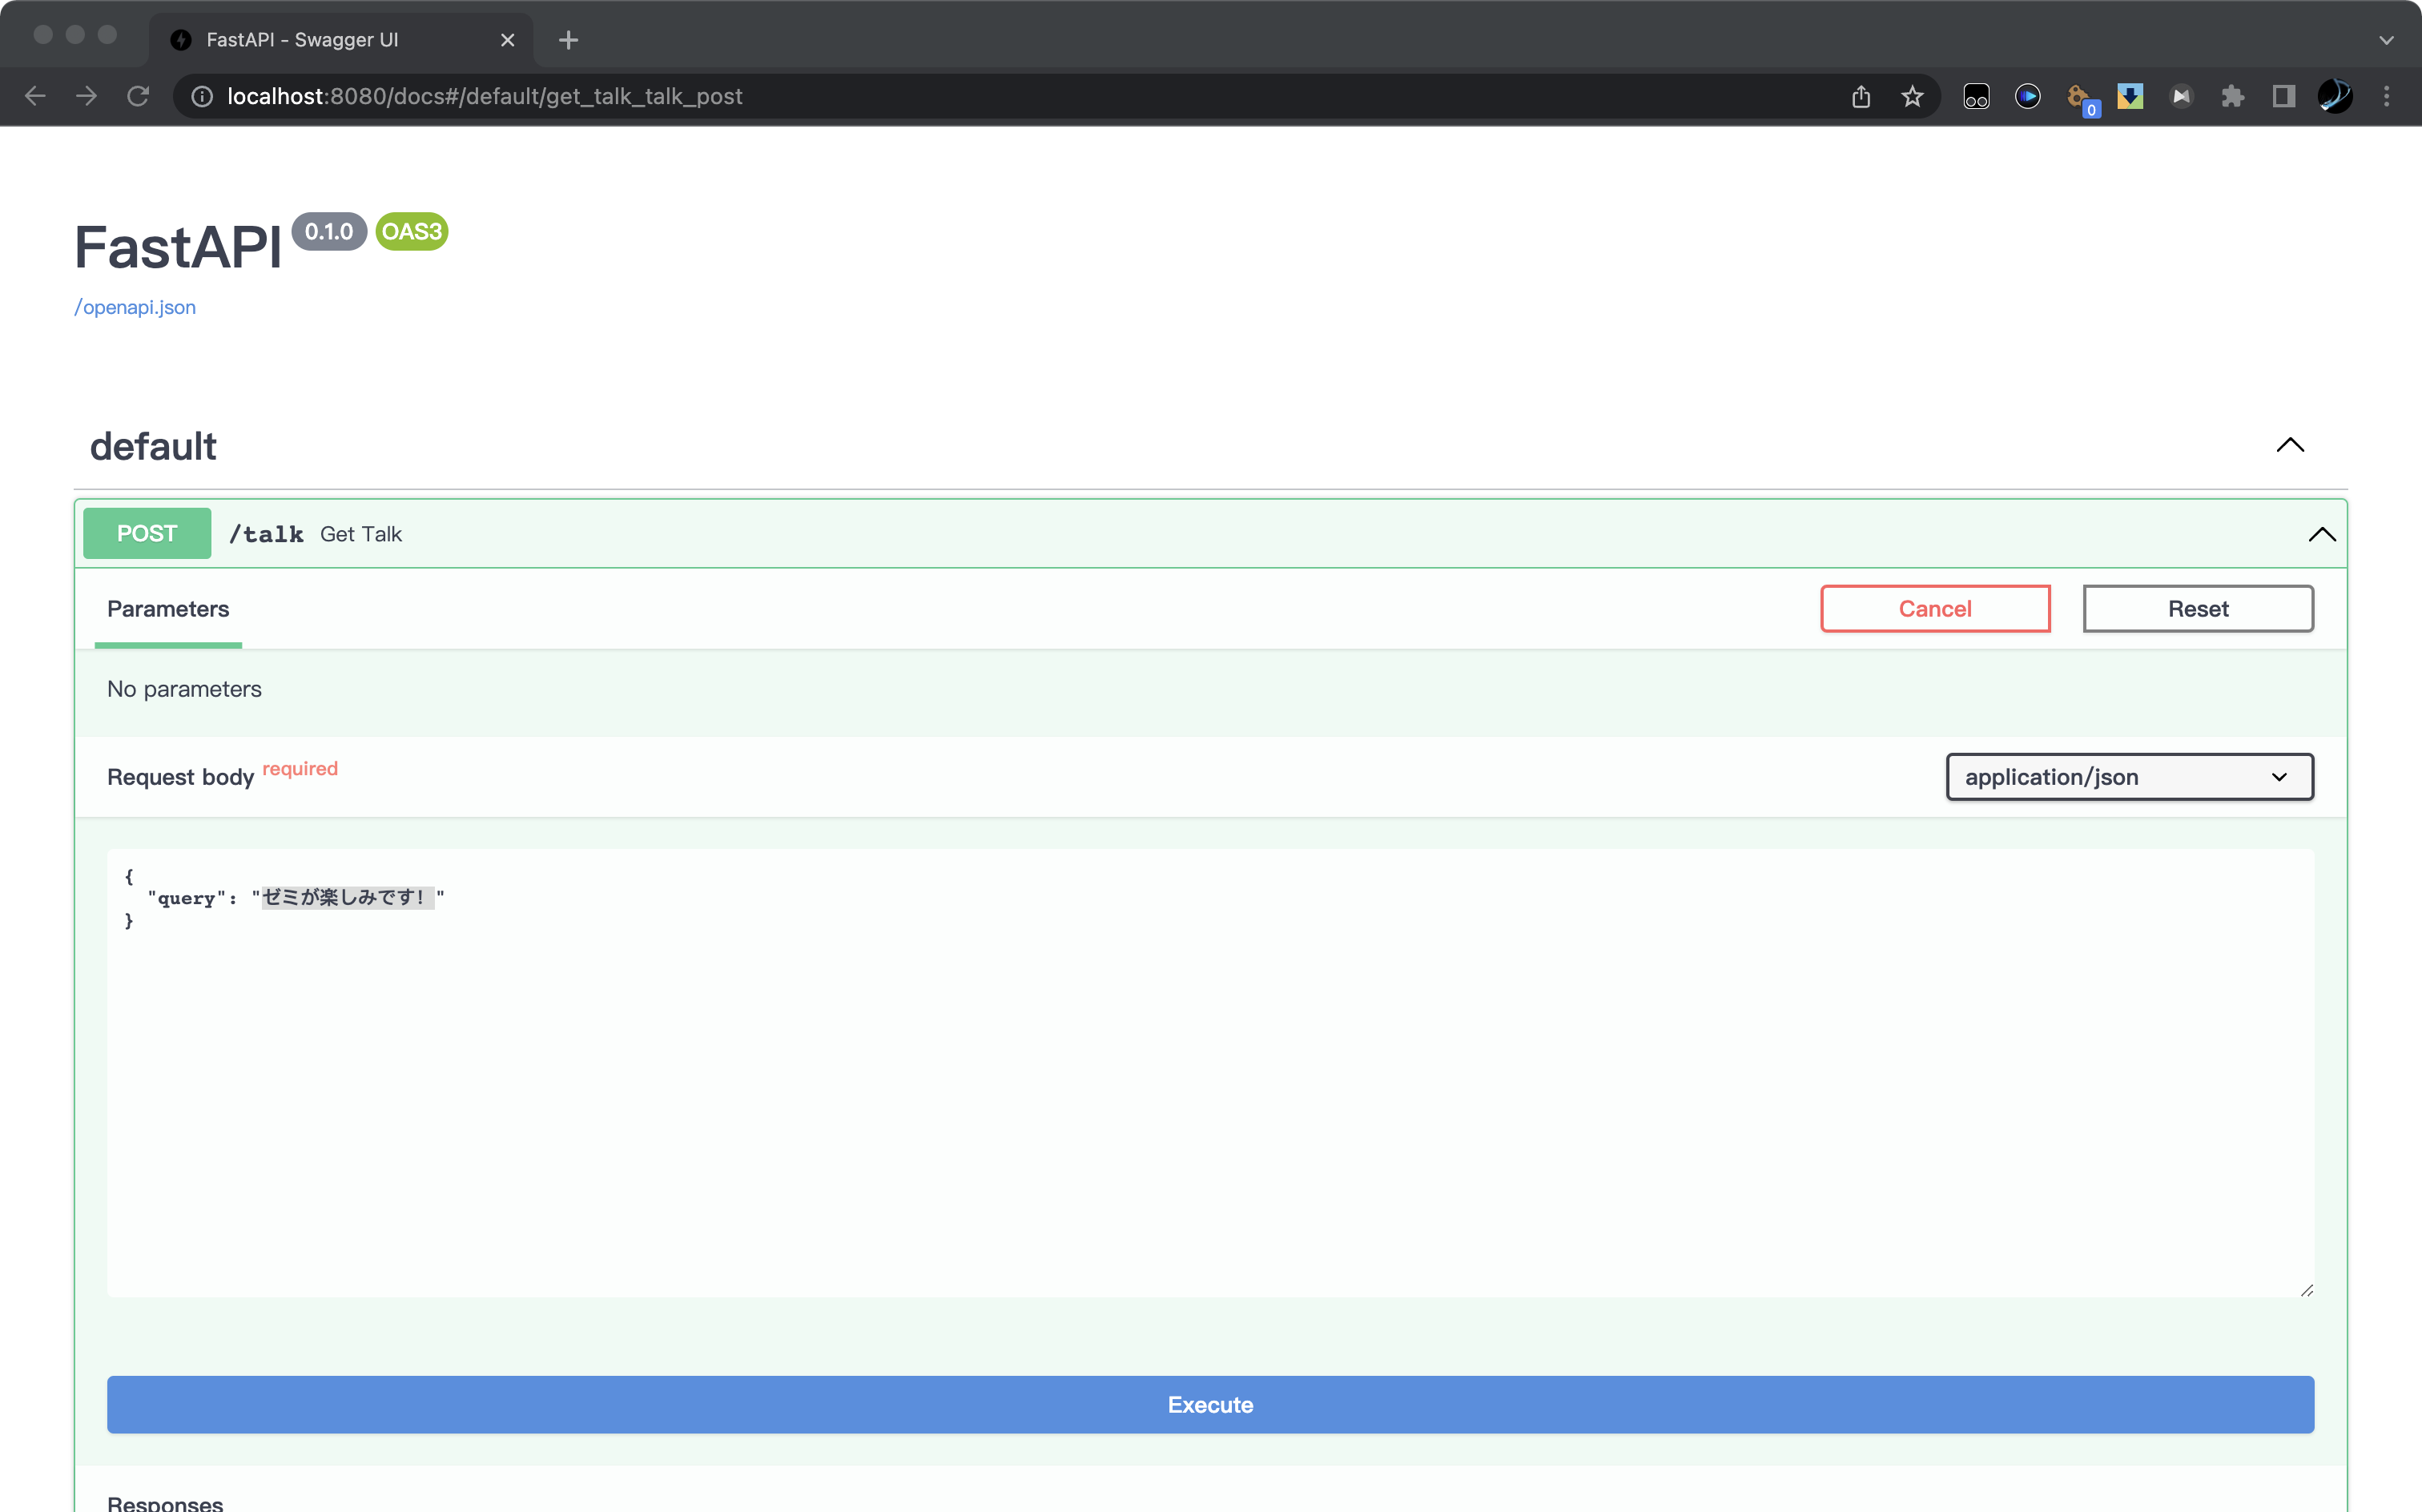 FastAPI - Swagger UI
localhost:8080/docs#/default/get_talk_talk_post
0
FastAPI 0.1.0 OAS3
/openapi.json
default
POST /talk Get Talk
Parameters
Cancel
Reset
No parameters
Request body required
application/json
{
"query": "ゼミが楽しみです！"
}
Execute
Responses